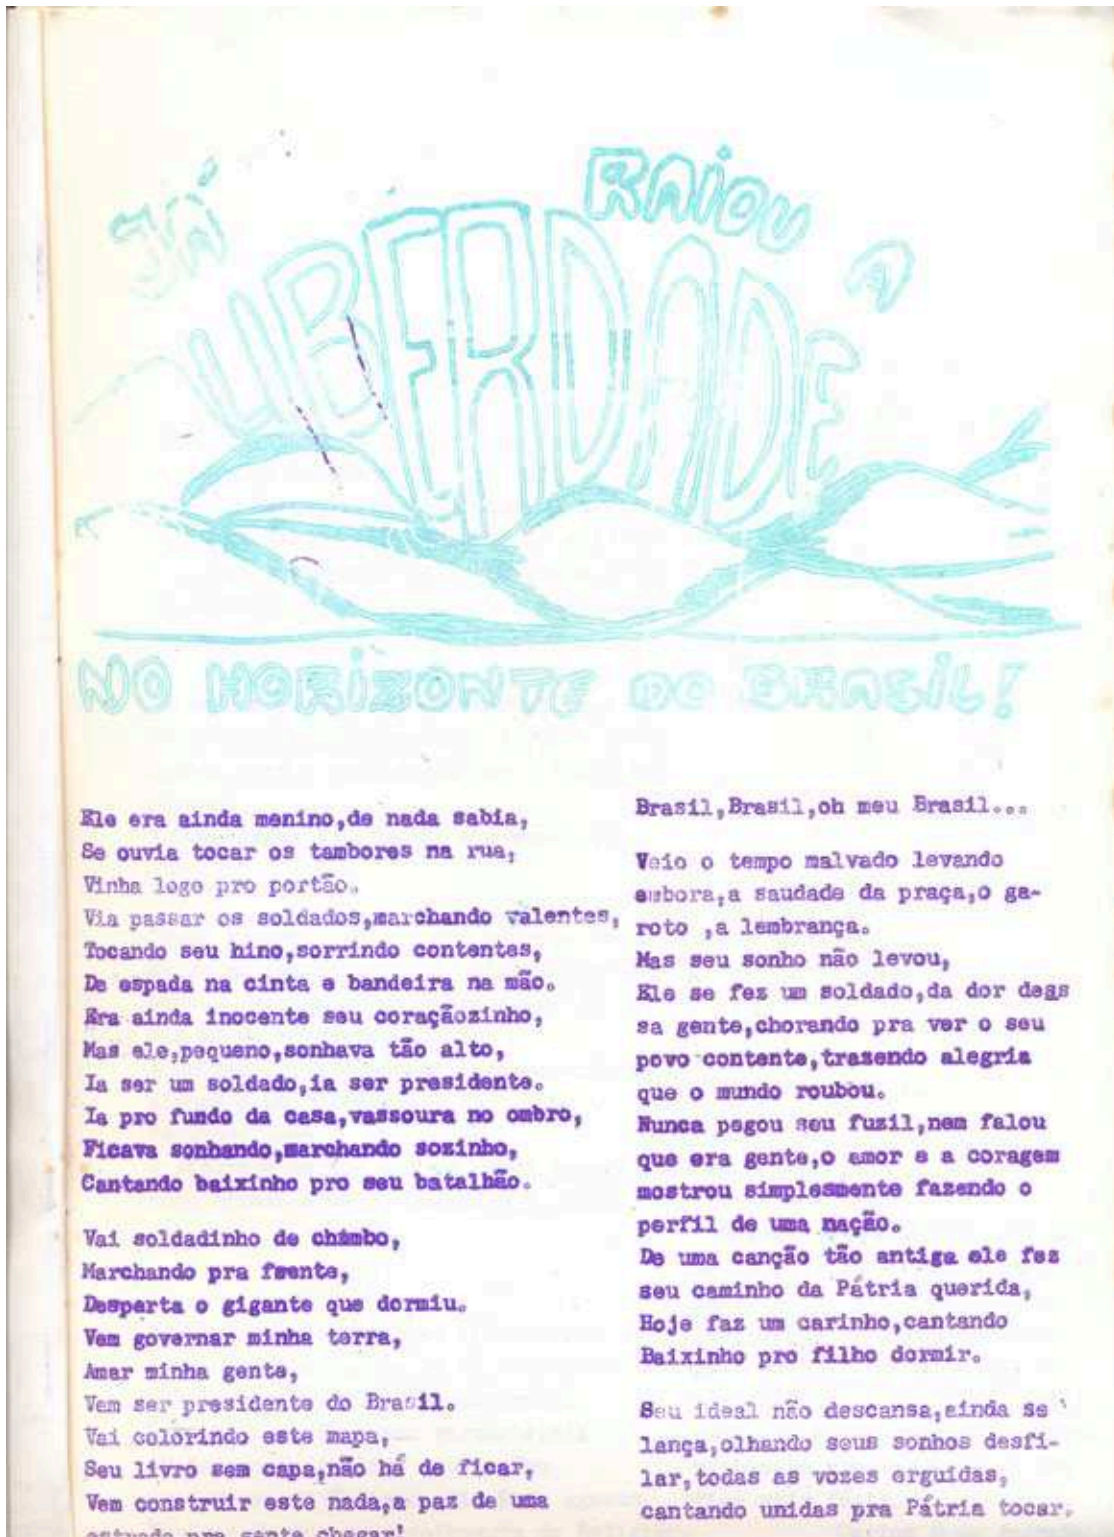 JÁ
RAIOU A
LIBERDADE
NO HORIZONTE DO BRASIL!
Ele era ainda menino,de nada sabia,
Se ouvia tocar os tambores na rua,
Vinha logo pro portão.
Via passar os soldados,marchando valentes,
Tocando seu hino,sorrindo contentes,
De espada na cinta e bandeira na mão.
Era ainda inocente seu coraçãozinho,
Mas ele,pequeno,sonhava tão alto,
Ia ser um soldado,ia ser presidente.
Ia pro fundo da casa,vassoura no ombro,
Ficava sonhando,marchando sozinho,
Cantando baixinho pro seu batalhão.
Vai soldadinho de chúmbo,
Marchando pra frente,
Desperta o gigante que dormiu.
Vem governar minha terra,
Amar minha gente,
Vem ser presidente do Brasil.
Vai colorindo este mapa,
Seu livro sem capa,não há de ficar,
Vem construir este nada,a paz de uma
estrada pra gente chegar!
Brasil,Brasil,oh meu Brasil...
Veio o tempo malvado levando
embora,a saudade da praça,o ga-
roto ,a lembrança.
Mas seu sonho não levou,
Ele se fez um soldado,da dor des
sa gente,chorando pra ver o seu
povo contente,trazendo alegria
que o mundo roubou.
Nunca pegou seu fuzil,nem falou
que era gente,o amor e a coragem
mostrou simplesmente fazendo o
perfil de uma nação.
De uma canção tão antiga ele fez
seu caminho da Pátria querida,
Hoje faz um carinho,cantando
Baixinho pro filho dormir.
Seu ideal não descansa,ainda se
lança,olhando seus sonhos desfi-
lar,todas as vozes erguidas,
cantando unidas pra Pátria tocar.